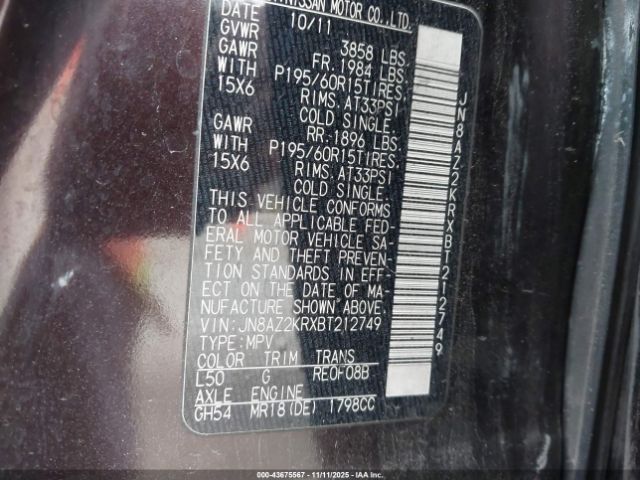 NISSAN MOTOR CO.,LTD.
DATE 10/11
GVWR 3858 LBS.
GAWR FR. 1984 LBS.
WITH P195/60R15TIRES.
15X6 RIMS. AT33PSI
COLD SINGLE.
GAWR RR. 1896 LBS.
WITH P195/60R15TIRES.
15X6 RIMS. AT33PSI
COLD SINGLE.
THIS VEHICLE CONFORMS
TO ALL APPLICABLE FED-
ERAL MOTOR VEHICLE SA-
FETY AND THEFT PREVEN-
TION STANDARDS IN EFF-
ECT ON THE DATE OF MA-
NUFACTURE SHOWN ABOVE.
VIN: JN8AZ2KRXBT212749
TYPE: MPV
COLOR TRIM TRANS
L50 G RE0F08B
AXLE ENGINE
GH54 MR18(DE) 1798CC
JN8AZ2KRXBT212749
000-43675567 - 11/11/2025 - IAAI.COM